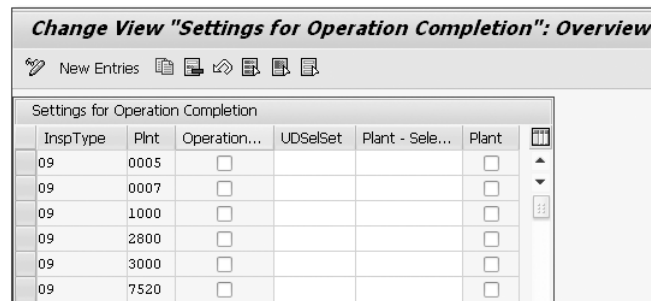 Change View "Settings for Operation Completion": Overview
New Entries
Settings for Operation Completion
InspType Plnt Operation... UDSelSet Plant - Sele... Plant
09 0005
09 0007
09 1000
09 2800
09 3000
09 7520